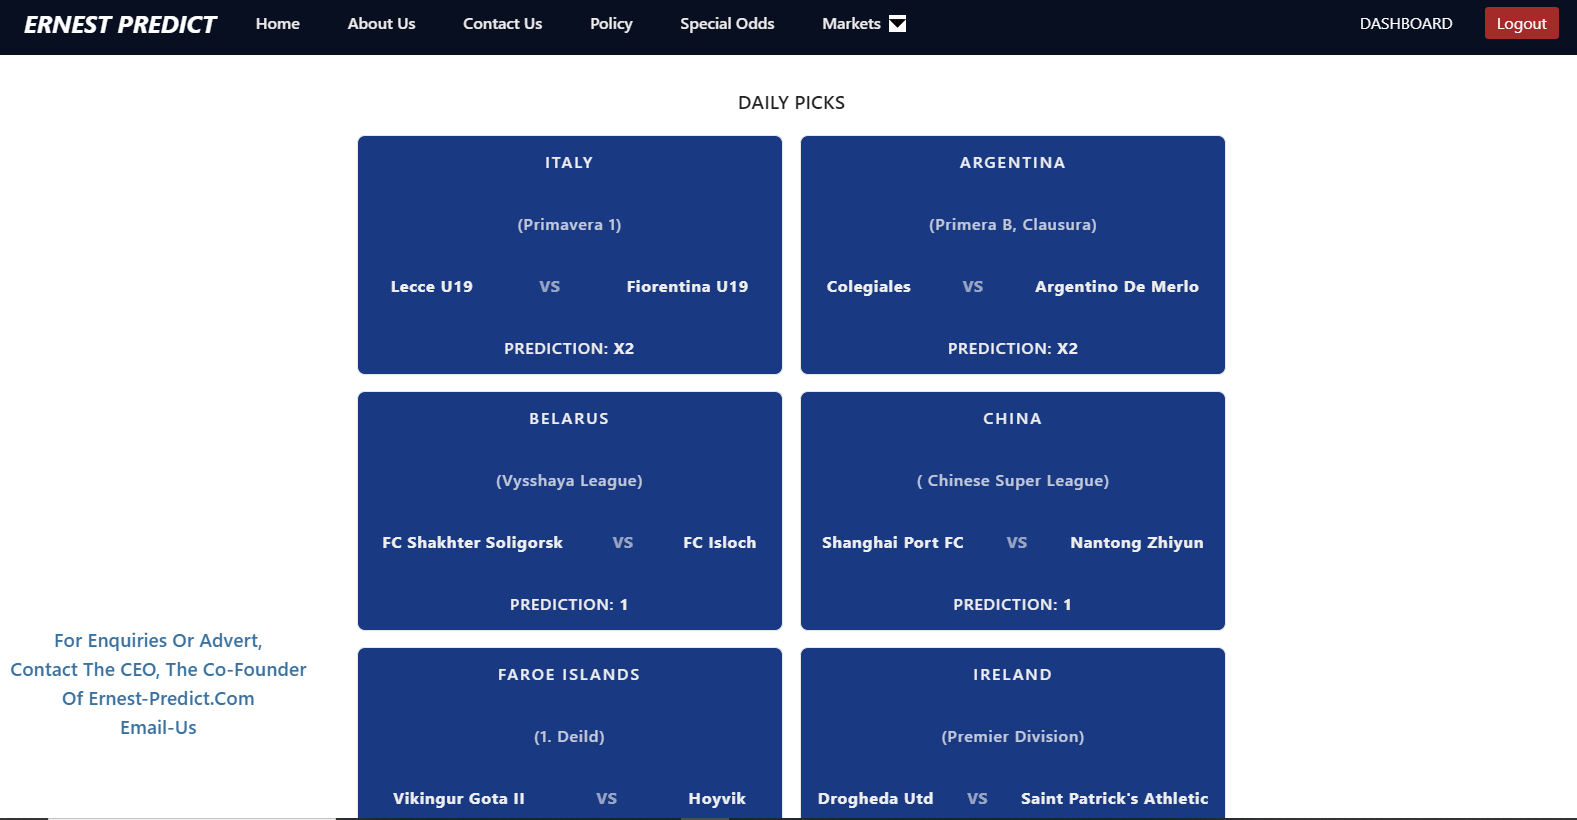 ERNEST PREDICT Home About Us Contact Us Policy Special Odds Markets DASHBOARD Logout
DAILY PICKS
ITALY
(Primavera 1)
Lecce U19 VS Fiorentina U19
PREDICTION: X2
ARGENTINA
(Primera B, Clausura)
Colegiales VS Argentino De Merlo
PREDICTION: X2
BELARUS
(Vysshaya League)
FC Shakhter Soligorsk VS FC Isloch
PREDICTION: 1
CHINA
( Chinese Super League)
Shanghai Port FC VS Nantong Zhiyun
PREDICTION: 1
For Enquiries Or Advert,
Contact The CEO, The Co-Founder
Of Ernest-Predict.Com
Email-Us
FAROE ISLANDS
(1. Deild)
Vikingur Gota II VS Hoyvik
IRELAND
(Premier Division)
Drogheda Utd VS Saint Patrick's Athletic